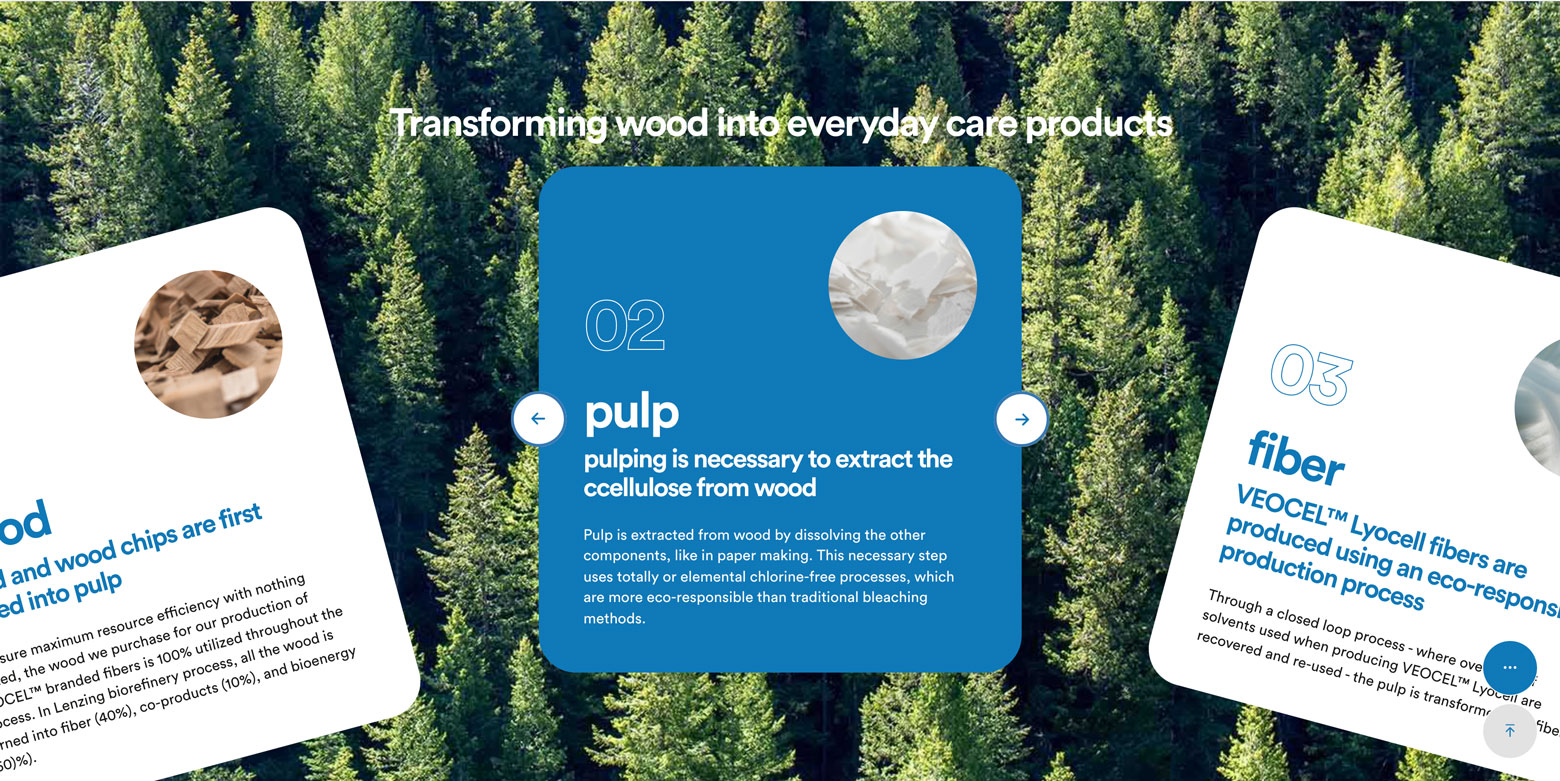 Transforming wood into everyday care products
od
d and wood chips are first
ed into pulp
sure maximum resource efficiency with nothing
ed, the wood we purchase for our production of
OCEL™ branded fibers is 100% utilized throughout the
cess. In Lenzing biorefinery process, all the wood is
rned into fiber (40%), co-products (10%), and bioenergy
50)%).
02
pulp
pulping is necessary to extract the
ccellulose from wood
Pulp is extracted from wood by dissolving the other
components, like in paper making. This necessary step
uses totally or elemental chlorine-free processes, which
are more eco-responsible than traditional bleaching
methods.
03
fiber
VEOCEL™ Lyocell fibers are
produced using an eco-responsi
production process
Through a closed loop process - where ove
solvents used when producing VEOCEL™ Lyocell are
recovered and re-used - the pulp is transform fiber